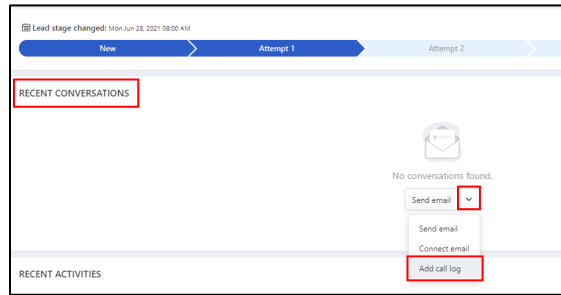 Lead stage changed: Mon Jun 28, 2021 08:00 AM
New Attempt 1 Attempt 2
RECENT CONVERSATIONS
No conversations found.
Send email
Send email
Connect email
Add call log
RECENT ACTIVITIES